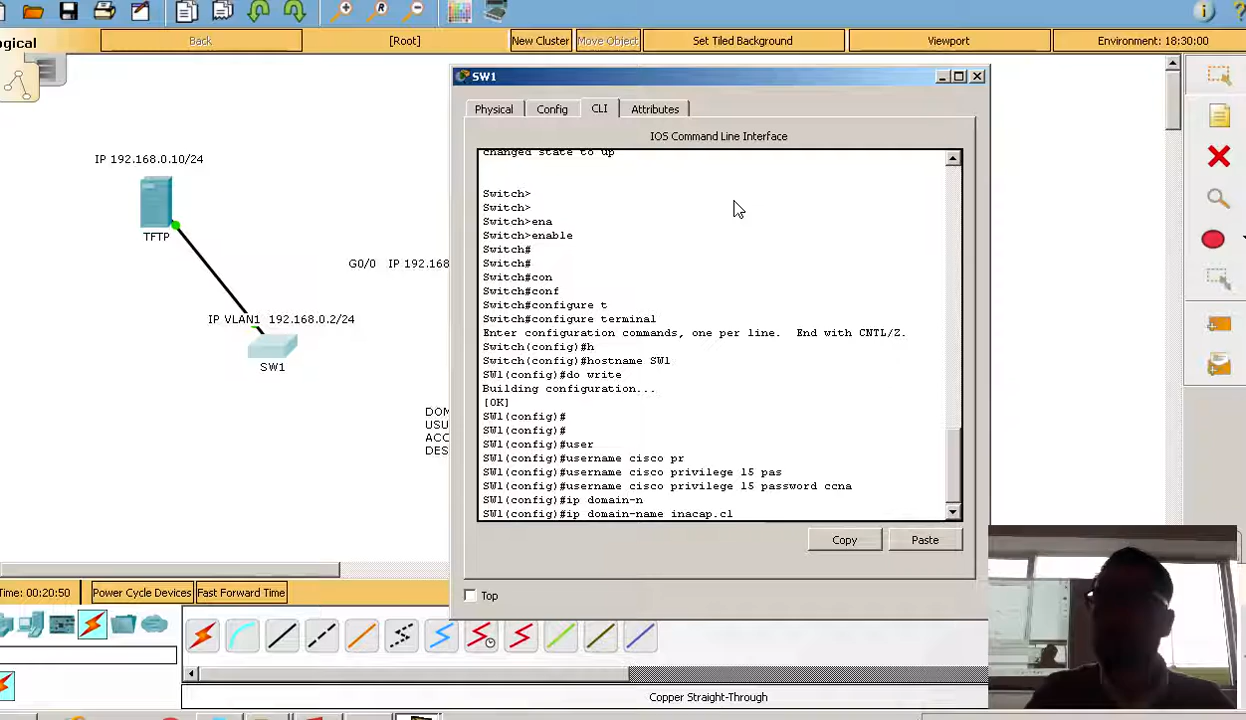 Back
[Root]
New Cluster
Move Object
Set Tiled Background
Viewport
Environment: 18:30:00
ogical
IP 192.168.0.10/24
TFTP
G0/0 IP 192.168
IP VLAN1 192.168.0.2/24
SW1
DOM
USU
ACC
DES
SW1
Physical
Config
CLI
Attributes
IOS Command Line Interface
changed state to up
Switch>
Switch>
Switch>ena
Switch>enable
Switch#
Switch#
Switch#con
Switch#conf
Switch#configure t
Switch#configure terminal
Enter configuration commands, one per line. End with CNTL/Z.
Switch(config)#h
Switch(config)#hostname SW1
SW1(config)#do write
Building configuration...
[OK]
SW1(config)#
SW1(config)#
SW1(config)#user
SW1(config)#username cisco pr
SW1(config)#username cisco privilege 15 pas
SW1(config)#username cisco privilege 15 password ccna
SW1(config)#ip domain-n
SW1(config)#ip domain-name inacap.cl
Copy
Paste
Top
Time: 00:20:50
Power Cycle Devices
Fast Forward Time
Copper Straight-Through